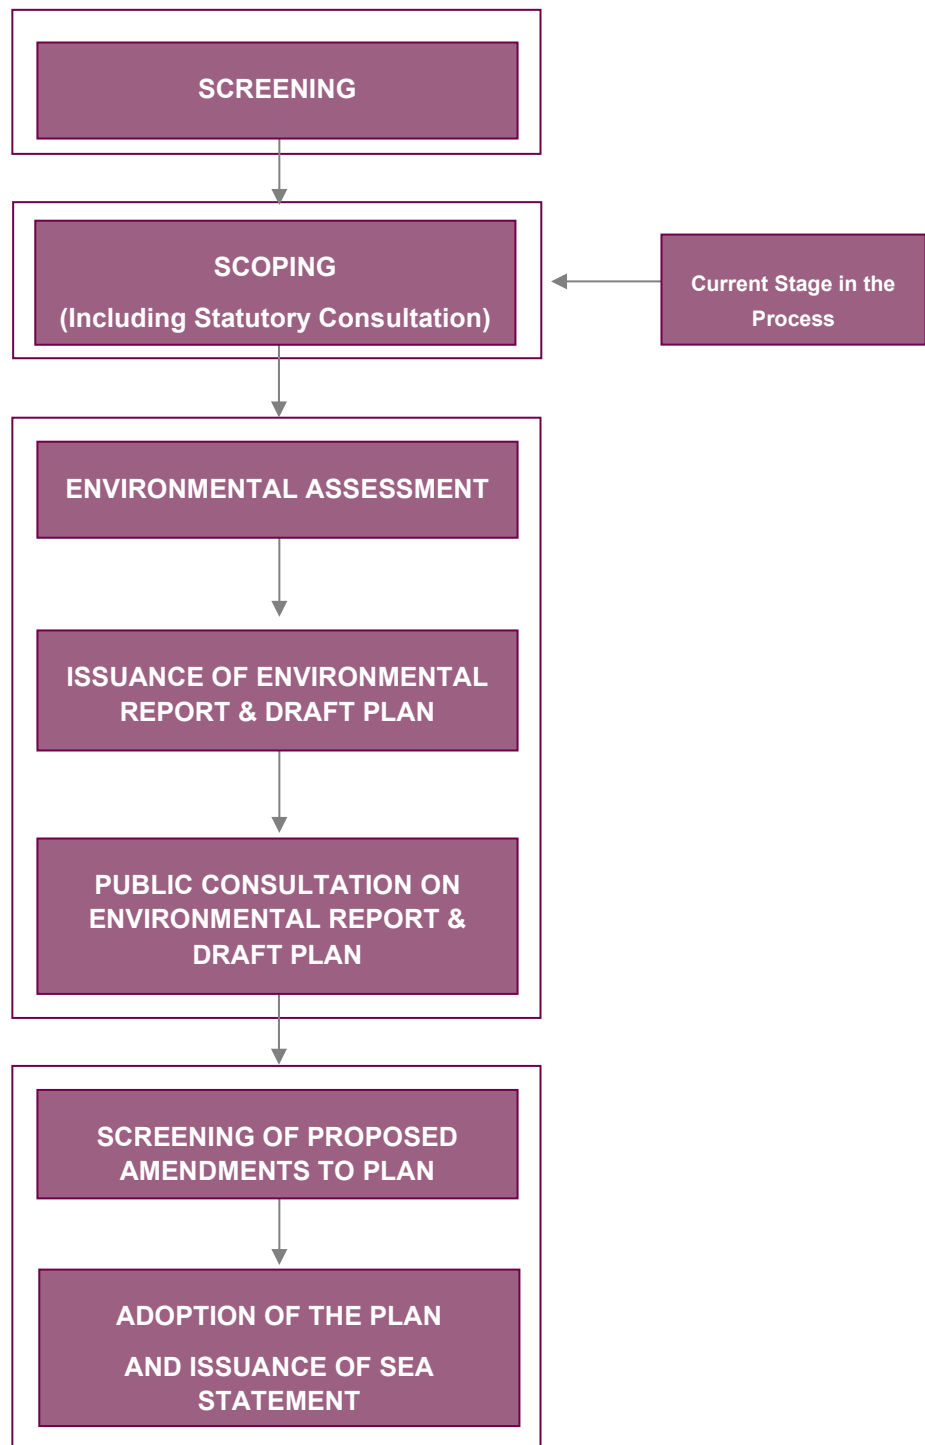 SCREENING
SCOPING
(Including Statutory Consultation)
Current Stage in the
Process
ENVIRONMENTAL ASSESSMENT
ISSUANCE OF ENVIRONMENTAL
REPORT & DRAFT PLAN
PUBLIC CONSULTATION ON
ENVIRONMENTAL REPORT &
DRAFT PLAN
SCREENING OF PROPOSED
AMENDMENTS TO PLAN
ADOPTION OF THE PLAN
AND ISSUANCE OF SEA
STATEMENT